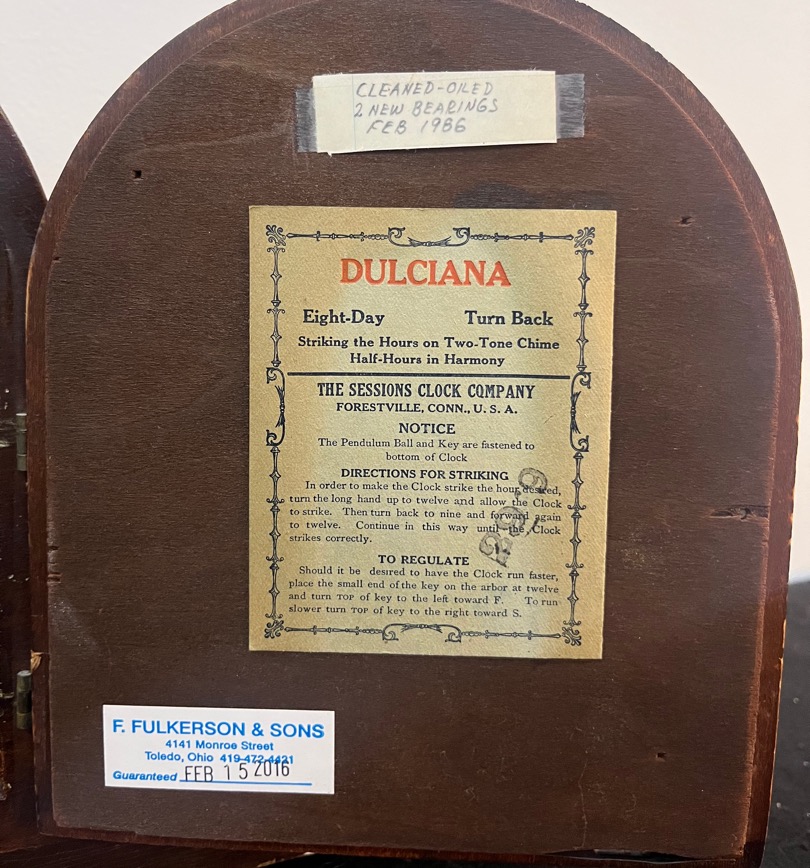 CLEANED-OILED
2 NEW BEARINGS
FEB 1986
DULCIANA
Eight-Day Turn Back
Striking the Hours on Two-Tone Chime
Half-Hours in Harmony
THE SESSIONS CLOCK COMPANY
FORESTVILLE, CONN., U. S. A.
NOTICE
The Pendulum Ball and Key are fastened to
bottom of Clock
DIRECTIONS FOR STRIKING
In order to make the Clock strike the hour desired,
turn the long hand up to twelve and allow the Clock
to strike. Then turn back to nine and forward again
to twelve. Continue in this way until the Clock
strikes correctly.
TO REGULATE
Should it be desired to have the Clock run faster,
place the small end of the key on the arbor at twelve
and turn TOP of key to the left toward F. To run
slower turn TOP of key to the right toward S.
F. FULKERSON & SONS
4141 Monroe Street
Toledo, Ohio 419-472-4421
Guaranteed FEB 15 2016